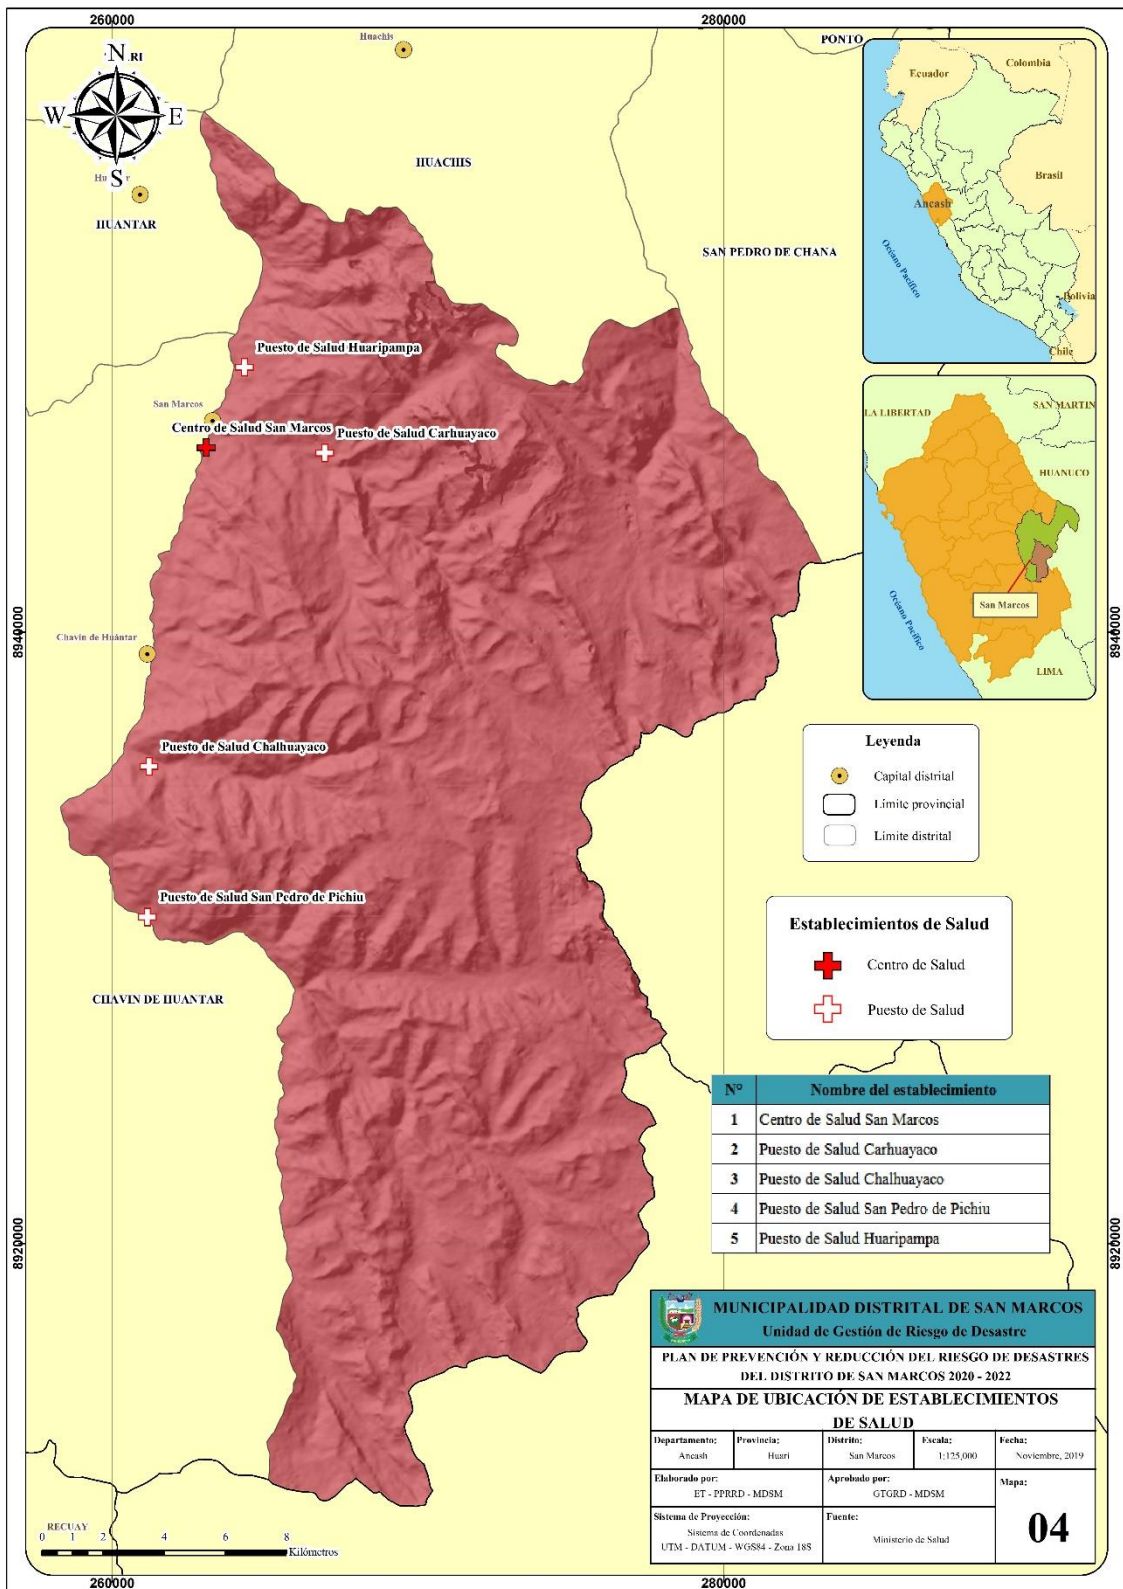 260000
280000
Huachis
PONTO
N
.RI
W
E
S
HUACHIS
HUANTAR
SAN PEDRO DE CHANA
Puesto de Salud Huaripampa
San Marcos
Centro de Salud San Marcos
Puesto de Salud Carhuayaco
Chavín de Huántar
Puesto de Salud Chalhuayaco
Puesto de Salud San Pedro de Pichiu
CHAVIN DE HUANTAR
8940000
8940000
8920000
8920000
Ecuador
Colombia
Brasil
Ancash
Océano Pacífico
Bolivia
Chile
LA LIBERTAD
SAN MARTIN
HUANUCO
San Marcos
Océano Pacífico
LIMA
Leyenda
Capital distrital
Límite provincial
Límite distrital
Establecimientos de Salud
Centro de Salud
Puesto de Salud
N° Nombre del establecimiento
1 Centro de Salud San Marcos
2 Puesto de Salud Carhuayaco
3 Puesto de Salud Chalhuayaco
4 Puesto de Salud San Pedro de Pichiu
5 Puesto de Salud Huaripampa
MUNICIPALIDAD DISTRITAL DE SAN MARCOS
Unidad de Gestión de Riesgo de Desastre
PLAN DE PREVENCIÓN Y REDUCCIÓN DEL RIESGO DE DESASTRES
DEL DISTRITO DE SAN MARCOS 2020 - 2022
MAPA DE UBICACIÓN DE ESTABLECIMIENTOS
DE SALUD
Departamento: Provincia: Distrito: Escala: Fecha:
Ancash Huari San Marcos 1:125,000 Noviembre, 2019
Elaborado por: Aprobado por: Mapa:
ET - PPRRD - MDSM GTGRD - MDSM
04
Sistema de Proyección: Fuente:
Sistema de Coordenadas
UTM - DATUM - WGS84 - Zona 18S
Ministerio de Salud
RECUAY
0 1 2 4 6 8
Kilómetros
260000
280000